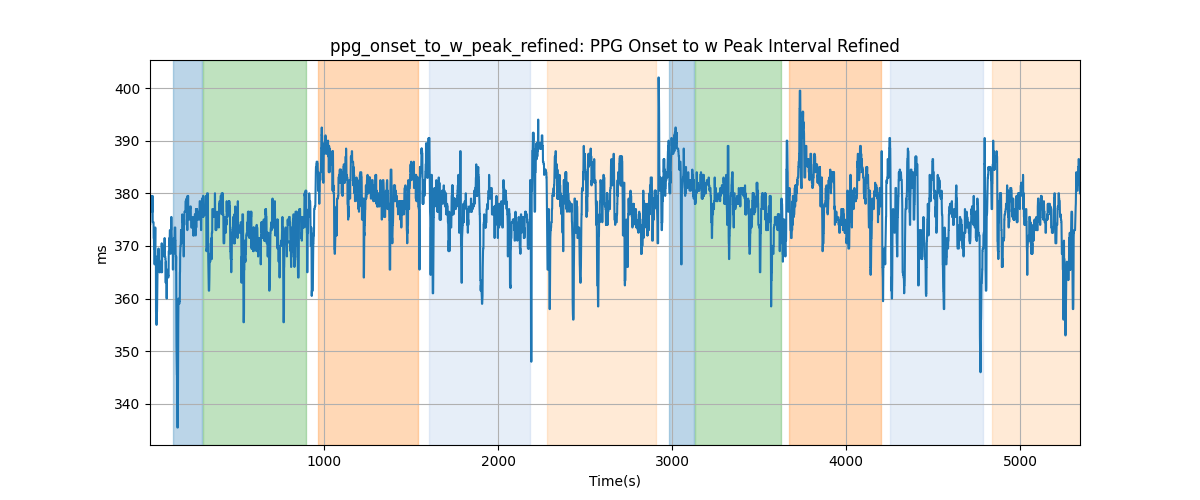 ppg_onset_to_w_peak_refined: PPG Onset to w Peak Interval Refined
400
390
380
370
360
350
340
ms
1000 2000 3000 4000 5000
Time(s)